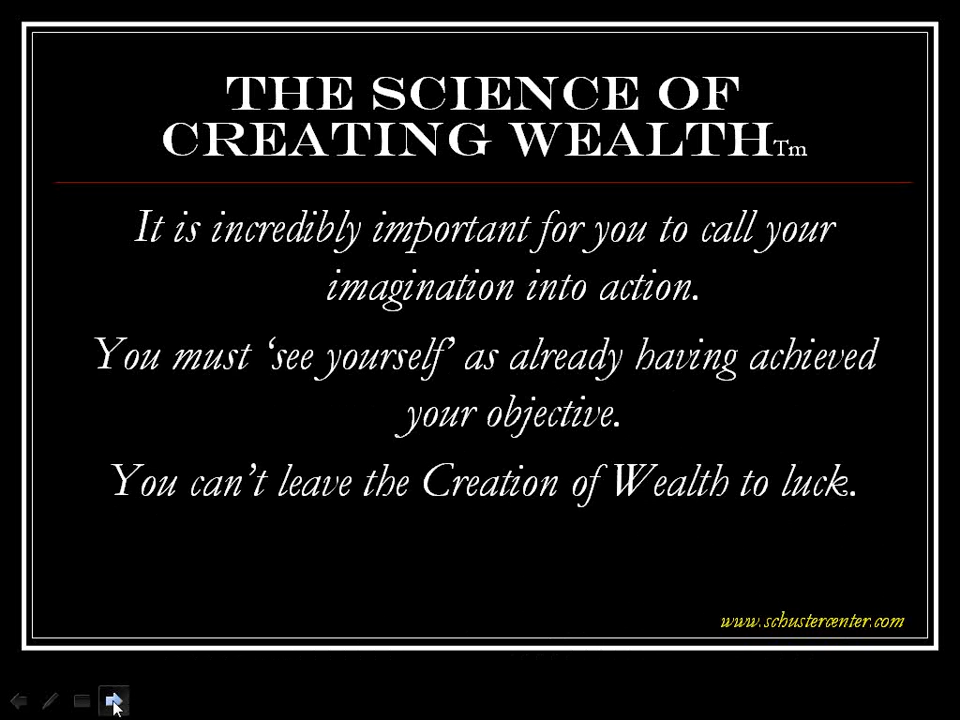 THE SCIENCE OF
CREATING WEALTHTm
It is incredibly important for you to call your
imagination into action.
You must ‘see yourself’ as already having achieved
your objective.
You can’t leave the Creation of Wealth to luck.
www.schustercenter.com